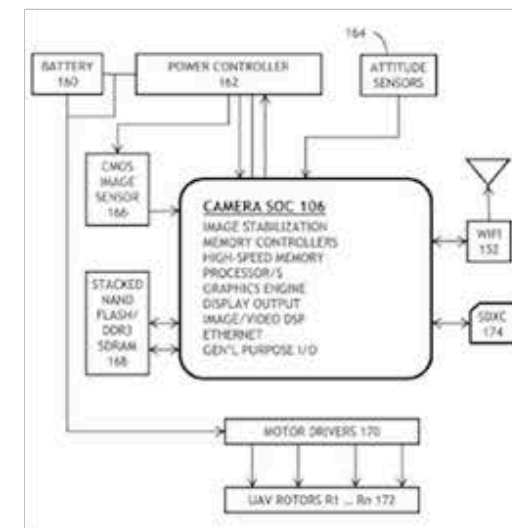 164
BATTERY
160
POWER CONTROLLER
162
ATTITUDE
SENSORS
CMOS
IMAGE
SENSOR
166
CAMERA SOC 106
IMAGE STABILIZATION
MEMORY CONTROLLERS
HIGH-SPEED MEMORY
PROCESSOR/S
GRAPHICS ENGINE
DISPLAY OUTPUT
IMAGE/VIDEO DSP
ETHERNET
GEN'L PURPOSE I/O
WIFI
152
STACKED
NAND
FLASH/
DDR3
SDRAM
168
SDXC
174
MOTOR DRIVERS 170
UAV ROTORS R1 ... Rn 172